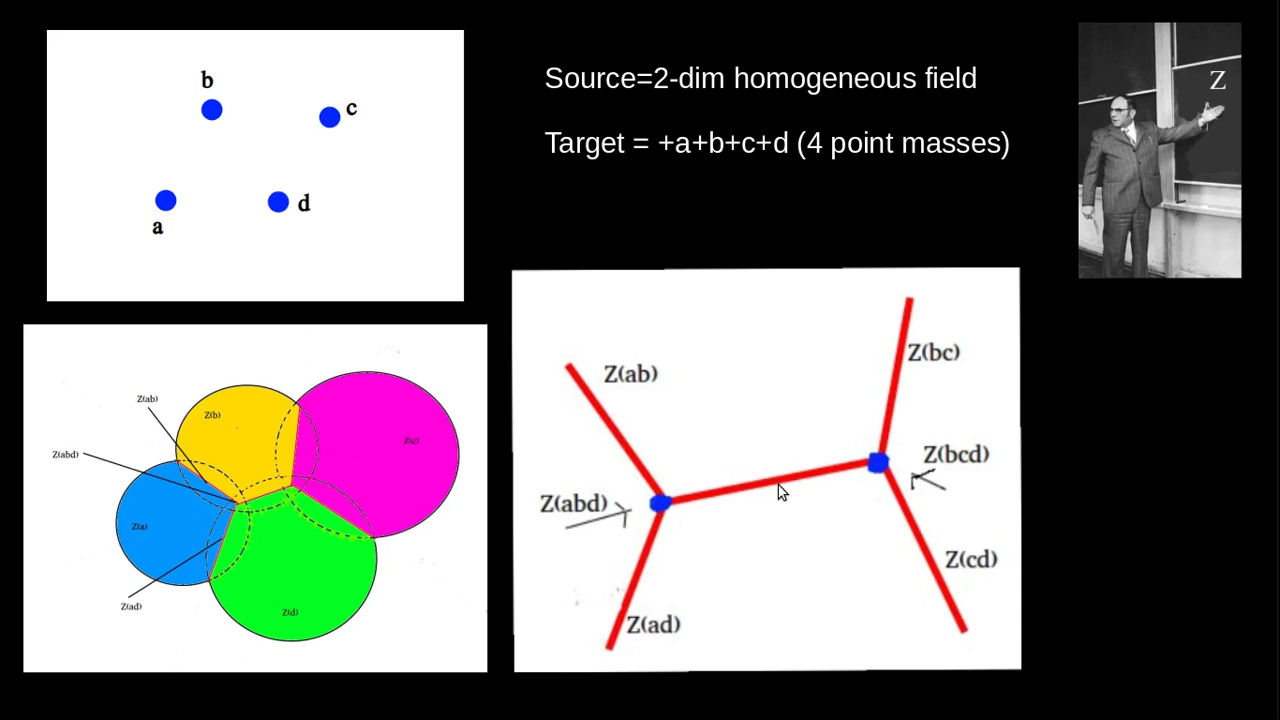 b
c
a
d
Source=2-dim homogeneous field
Target = +a+b+c+d (4 point masses)
Z
Z(ab)
Z(b)
Z(c)
Z(abd)
Z(a)
Z(ad)
Z(d)
Z(ab)
Z(bc)
Z(bcd)
Z(abd)
Z(cd)
Z(ad)